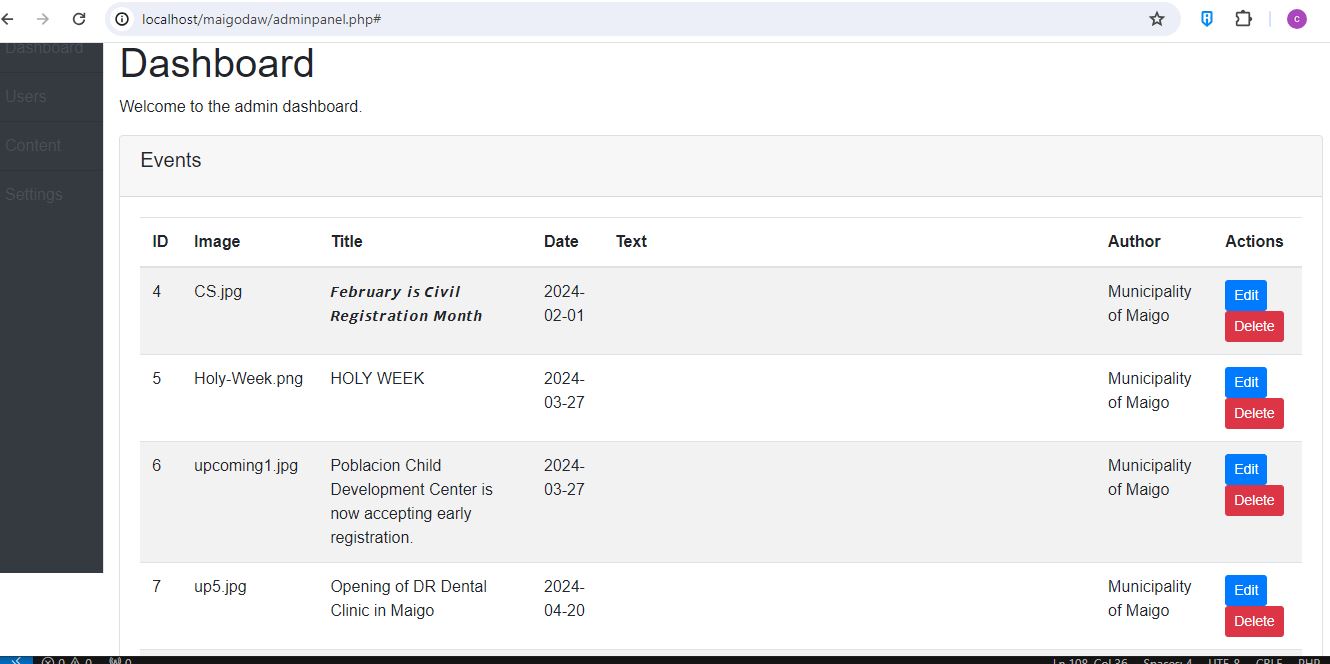 localhost/maigodaw/adminpanel.php#
c
Dashboard
Users
Content
Settings
Dashboard
Welcome to the admin dashboard.
Events
ID Image Title Date Text Author Actions
4 CS.jpg February is Civil 2024- Municipality Edit
Registration Month 02-01 of Maigo Delete
5 Holy-Week.png HOLY WEEK 2024- Municipality Edit
03-27 of Maigo Delete
6 upcoming1.jpg Poblacion Child 2024- Municipality Edit
Development Center is 03-27 of Maigo Delete
now accepting early
registration.
7 up5.jpg Opening of DR Dental 2024- Municipality Edit
Clinic in Maigo 04-20 of Maigo Delete
0 0 0 Ln 108, Col 36 Spaces: 4 UTF-8 CRLF PHP